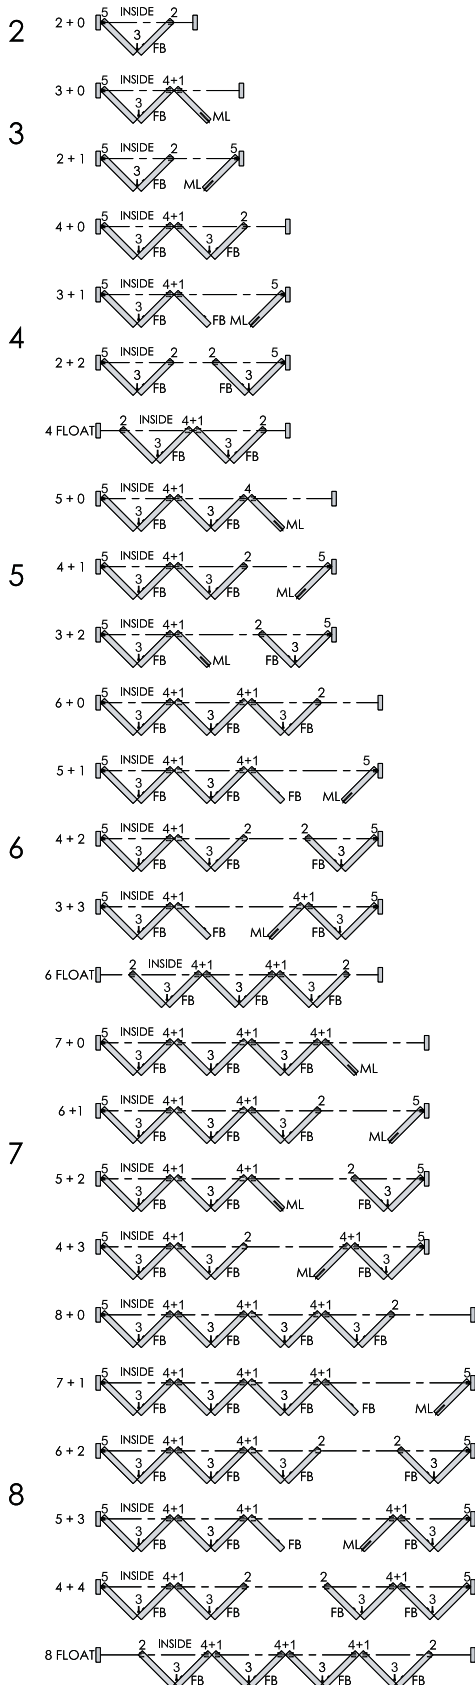 2
2 + 0
5 INSIDE 2
3
FB
3
3 + 0
5 INSIDE 4+1
3
FB ML
2 + 1
5 INSIDE 2 5
3
FB ML
4
4 + 0
5 INSIDE 4+1 2
3 3
FB FB
3 + 1
5 INSIDE 4+1 5
3
FB FB ML
2 + 2
5 INSIDE 2 2 5
3 3
FB FB
4 FLOAT
2 INSIDE 4+1 2
3 3
FB FB
5
5 + 0
5 INSIDE 4+1 4
3 3
FB FB ML
4 + 1
5 INSIDE 4+1 2 5
3 3
FB FB ML
3 + 2
5 INSIDE 4+1 2 5
3 3
FB ML FB
6
6 + 0
5 INSIDE 4+1 4+1 2
3 3 3
FB FB FB
5 + 1
5 INSIDE 4+1 4+1 5
3 3
FB FB FB ML
4 + 2
5 INSIDE 4+1 2 2 5
3 3 3
FB FB FB
3 + 3
5 INSIDE 4+1 4+1 5
3 3
FB FB ML FB
6 FLOAT
2 INSIDE 4+1 4+1 2
3 3 3
FB FB FB
7
7 + 0
5 INSIDE 4+1 4+1 4+1
3 3 3
FB FB FB ML
6 +1
5 INSIDE 4+1 4+1 2 5
3 3 3
FB FB FB ML
5 + 2
5 INSIDE 4+1 4+1 2 5
3 3 3
FB FB ML FB
4 + 3
5 INSIDE 4+1 2 4+1 5
3 3 3
FB FB ML FB
8
8 + 0
5 INSIDE 4+1 4+1 4+1 2
3 3 3 3
FB FB FB FB
7 + 1
5 INSIDE 4+1 4+1 4+1 5
3 3 3
FB FB FB FB ML
6 + 2
5 INSIDE 4+1 4+1 2 2 5
3 3 3 3
FB FB FB FB
5 + 3
5 INSIDE 4+1 4+1 4+1 5
3 3 3
FB FB FB ML FB
4 + 4
5 INSIDE 4+1 2 2 4+1 5
3 3 3 3
FB FB FB FB
8 FLOAT
2 INSIDE 4+1 4+1 4+1 2
3 3 3 3
FB FB FB FB